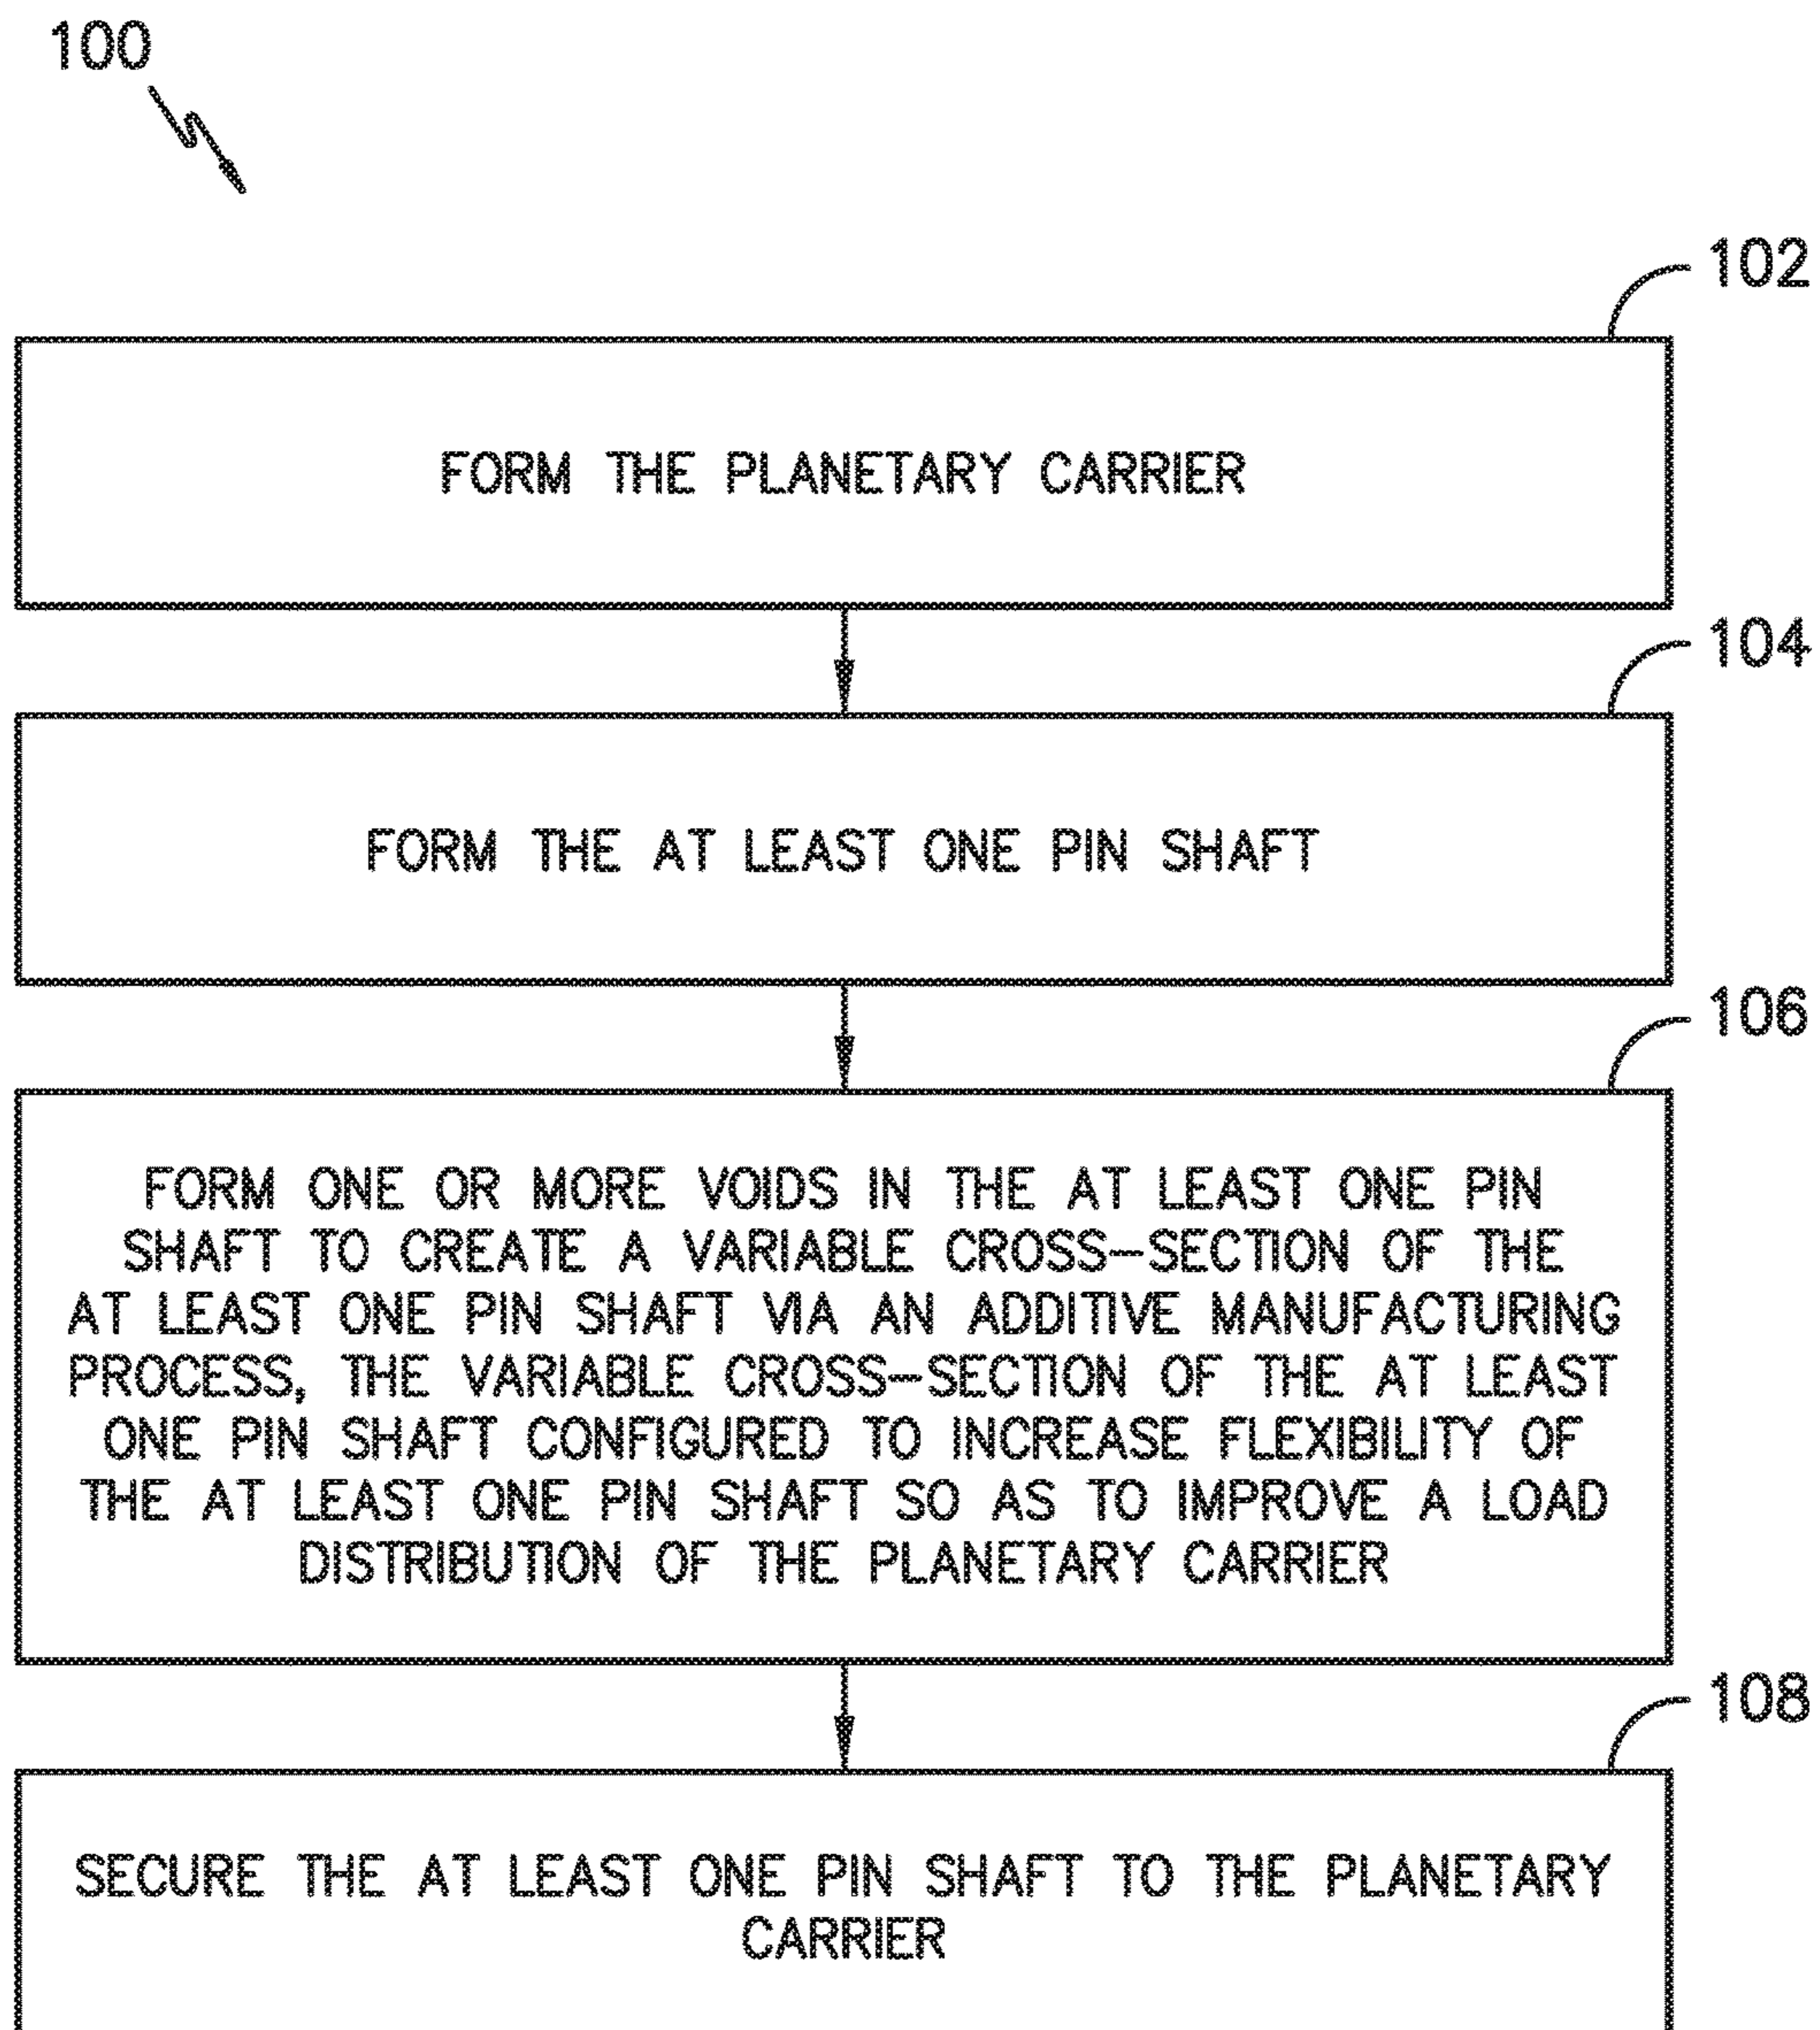 100
102
FORM THE PLANETARY CARRIER
104
FORM THE AT LEAST ONE PIN SHAFT
106
FORM ONE OR MORE VOIDS IN THE AT LEAST ONE PIN
SHAFT TO CREATE A VARIABLE CROSS-SECTION OF THE
AT LEAST ONE PIN SHAFT VIA AN ADDITIVE MANUFACTURING
PROCESS, THE VARIABLE CROSS-SECTION OF THE AT LEAST
ONE PIN SHAFT CONFIGURED TO INCREASE FLEXIBILITY OF
THE AT LEAST ONE PIN SHAFT SO AS TO IMPROVE A LOAD
DISTRIBUTION OF THE PLANETARY CARRIER
108
SECURE THE AT LEAST ONE PIN SHAFT TO THE PLANETARY
CARRIER